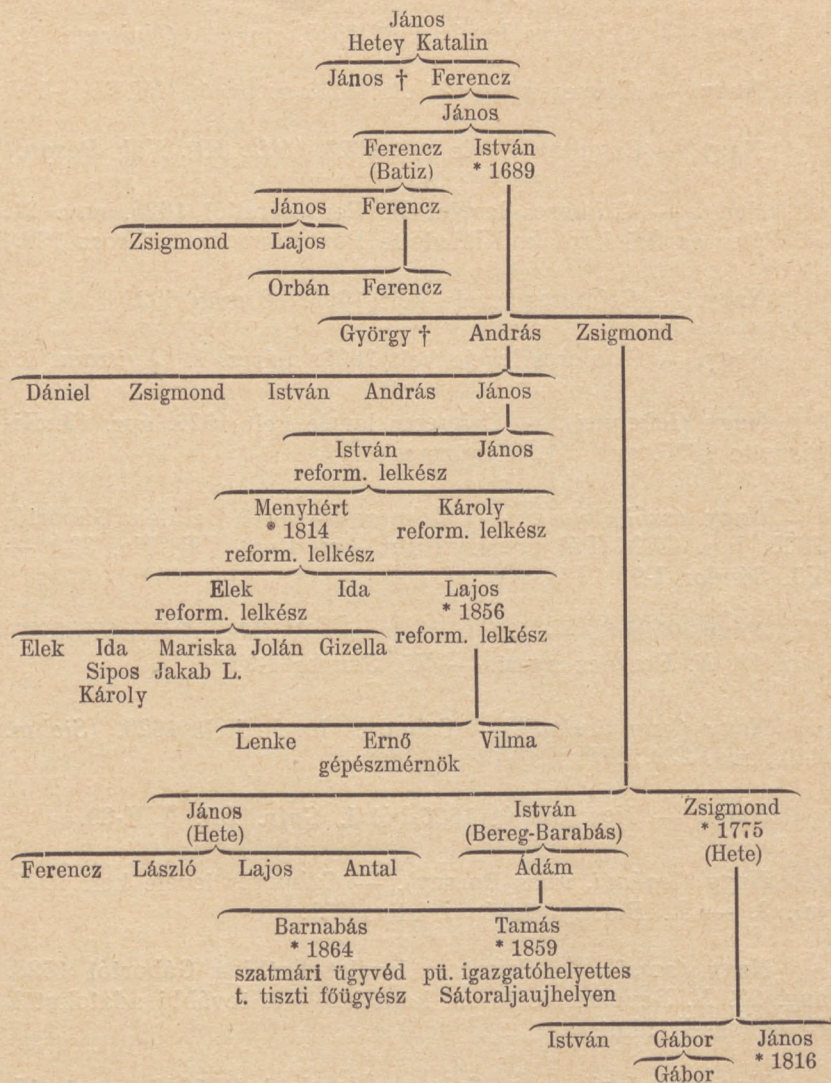 János
Hetey Katalin
János † Ferencz
János
Ferencz István
(Batiz) * 1689
János Ferencz
Zsigmond Lajos
Orbán Ferencz
György † András Zsigmond
Dániel Zsigmond István András János
István János
reform. lelkész
Menyhért Károly
* 1814 reform. lelkész
reform. lelkész
Elek Ida Lajos
reform. lelkész * 1856
reform. lelkész
Elek Ida Mariska Jolán Gizella
Sipos Jakab L.
Károly
Lenke Ernő Vilma
gépészmérnök
János István Zsigmond
(Hete) (Bereg-Barabás) * 1775
(Hete)
Ferencz László Lajos Antal Ádám
Barnabás Tamás
* 1864 * 1859
szatmári ügyvéd pü. igazgatóhelyettes
t. tiszti főügyész Sátoraljaujhelyen
István Gábor János
* 1816
Gábor